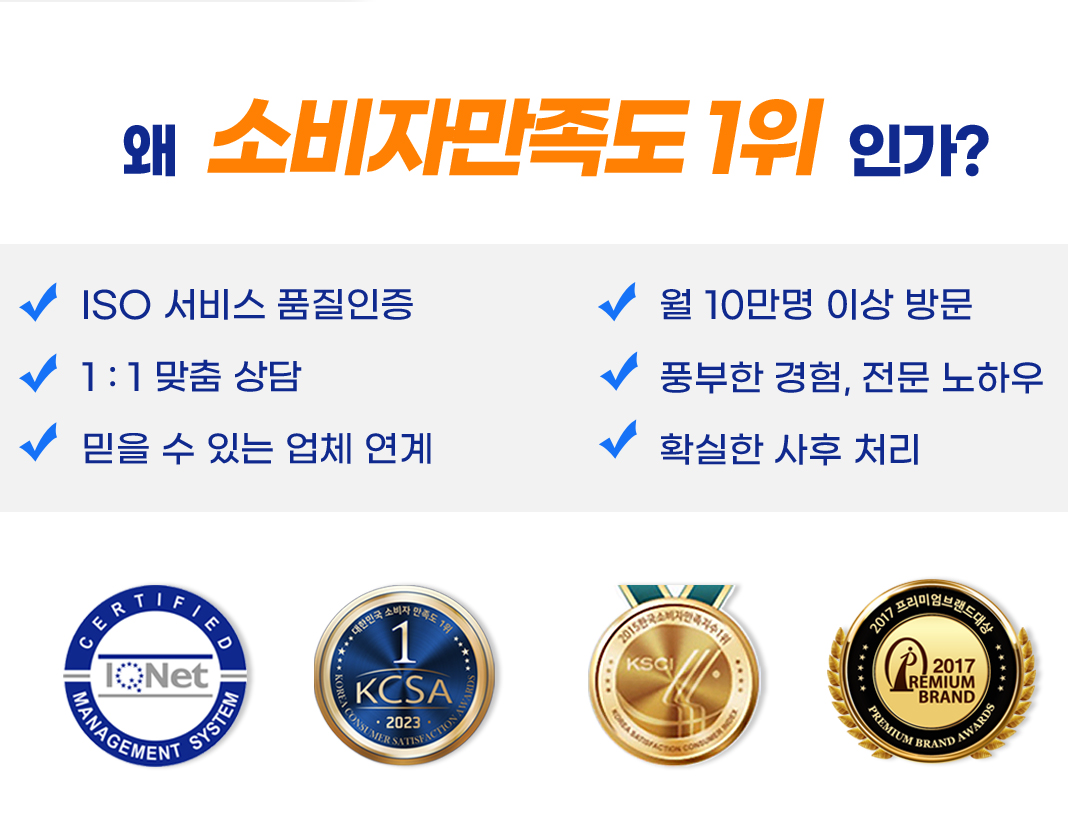 왜 소비자만족도 1위 인가?
ISO 서비스 품질인증
1 : 1 맞춤 상담
믿을 수 있는 업체 연계
월 10만명 이상 방문
풍부한 경험, 전문 노하우
확실한 사후 처리
CERTIFIED
IQNet
MANAGEMENT SYSTEM
대한민국 소비자 만족도 1위
1
KCSA
· 2023 ·
KOREA CONSUMER SATISFACTION AWARDS
2015한국소비자만족지수1위
KSCI
KOREA SATISFACTION CONSUMER INDEX
2017 프리미엄브랜드대상
2017
PREMIUM
BRAND
PREMIUM BRAND AWARDS